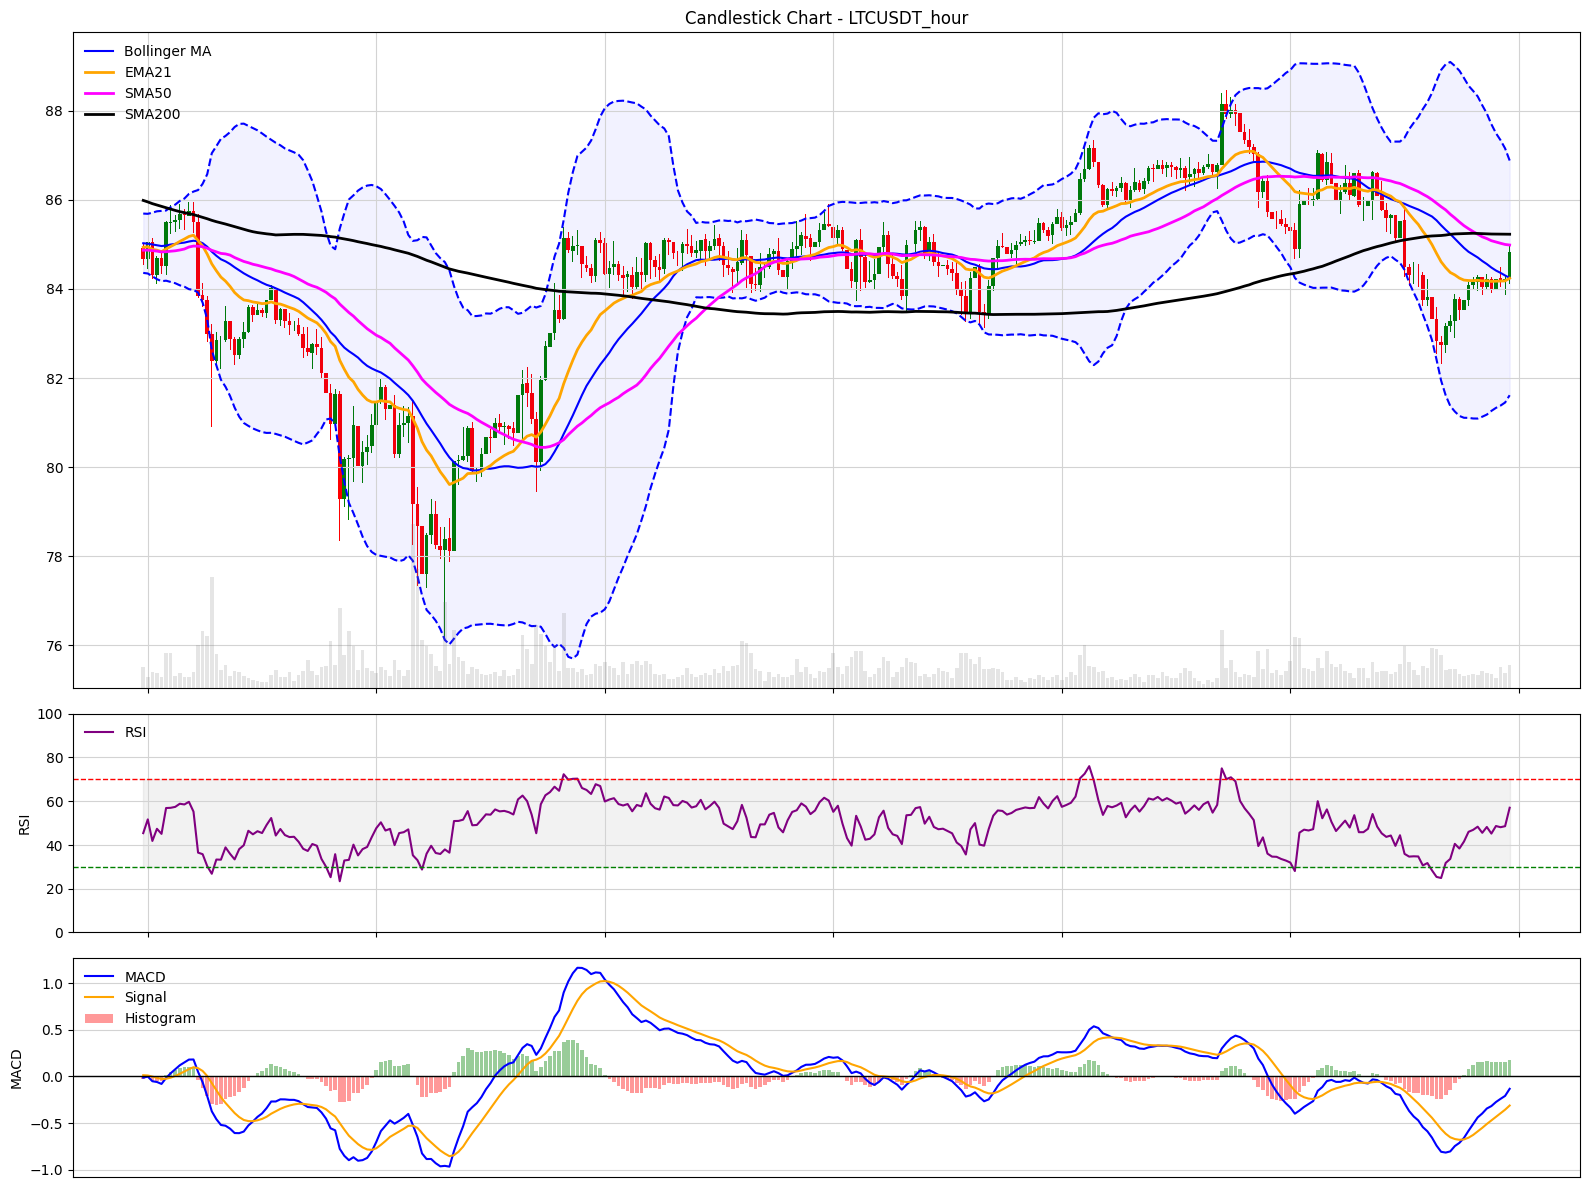 Candlestick Chart - LTCUSDT_hour
Bollinger MA
EMA21
SMA50
SMA200
88
86
84
82
80
78
76
100
80
60
40
20
0
RSI
RSI
1.0
0.5
0.0
−0.5
−1.0
MACD
MACD
Signal
Histogram